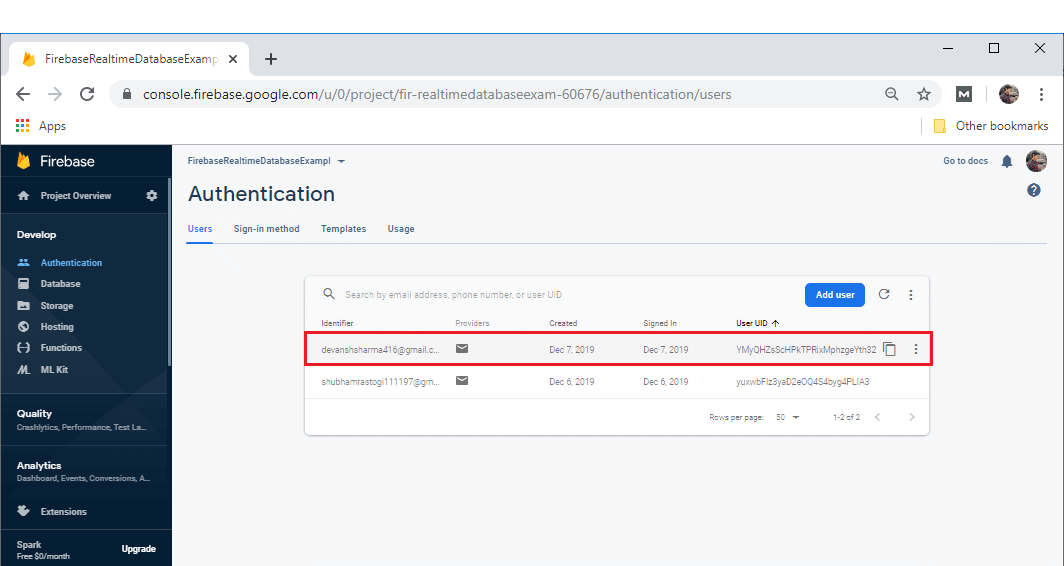 FirebaseRealtimeDatabaseExamp
console.firebase.google.com/u/0/project/fir-realtimedatabaseexam-60676/authentication/users
M
Apps
Other bookmarks
Firebase
FirebaseRealtimeDatabaseExampl
Go to docs
Project Overview
Authentication
?
Develop
Users Sign-in method Templates Usage
Authentication
Database
Storage
Hosting
Functions
ML Kit
Search by email address, phone number, or user UID
Add user
Identifier Providers Created Signed In User UID
devanshsharma416@gmail.c... Dec 7, 2019 Dec 7, 2019 YMyQHZsScHPkTPRixMphzgeYth32
shubhamrastogi111197@gm... Dec 6, 2019 Dec 6, 2019 yuxwbFIz3yaD2eOQ4S4byg4PLIA3
Rows per page: 50 1-2 of 2
Quality
Crashlytics, Performance, Test La...
Analytics
Dashboard, Events, Conversions, A...
Extensions
Spark
Free $0/month
Upgrade